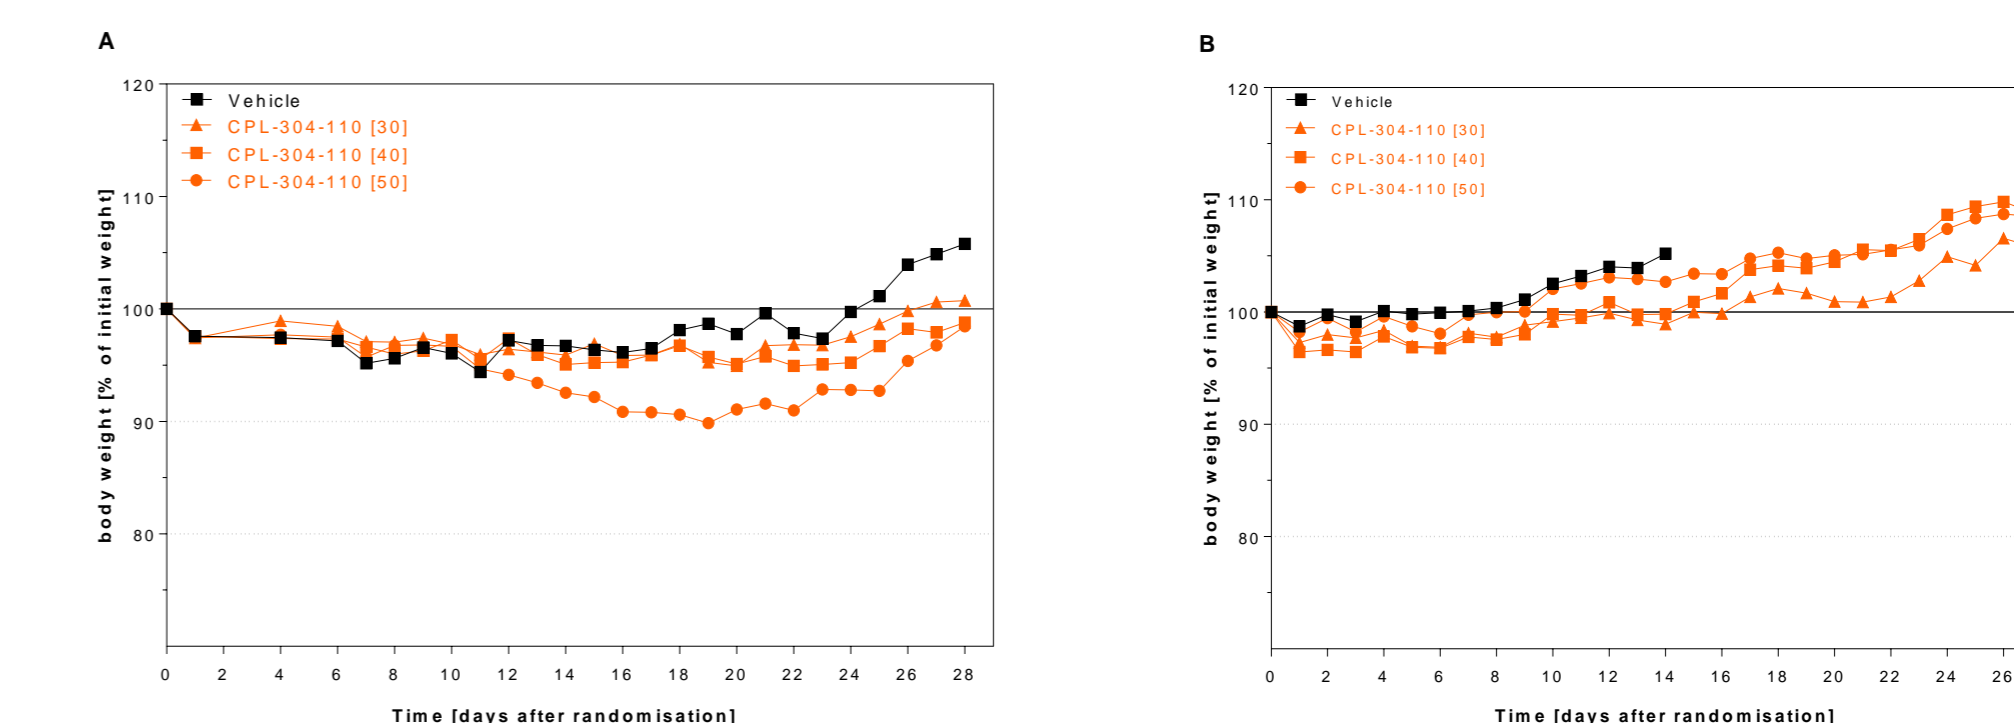 A
120
110
100
90
80
body weight [% of initial weight]
Vehicle
CPL-304-110 [30]
CPL-304-110 [40]
CPL-304-110 [50]
0 2 4 6 8 10 12 14 16 18 20 22 24 26 28
Time [days after randomisation]
B
120
110
100
90
80
body weight [% of initial weight]
Vehicle
CPL-304-110 [30]
CPL-304-110 [40]
CPL-304-110 [50]
0 2 4 6 8 10 12 14 16 18 20 22 24 26
Time [days after randomisation]